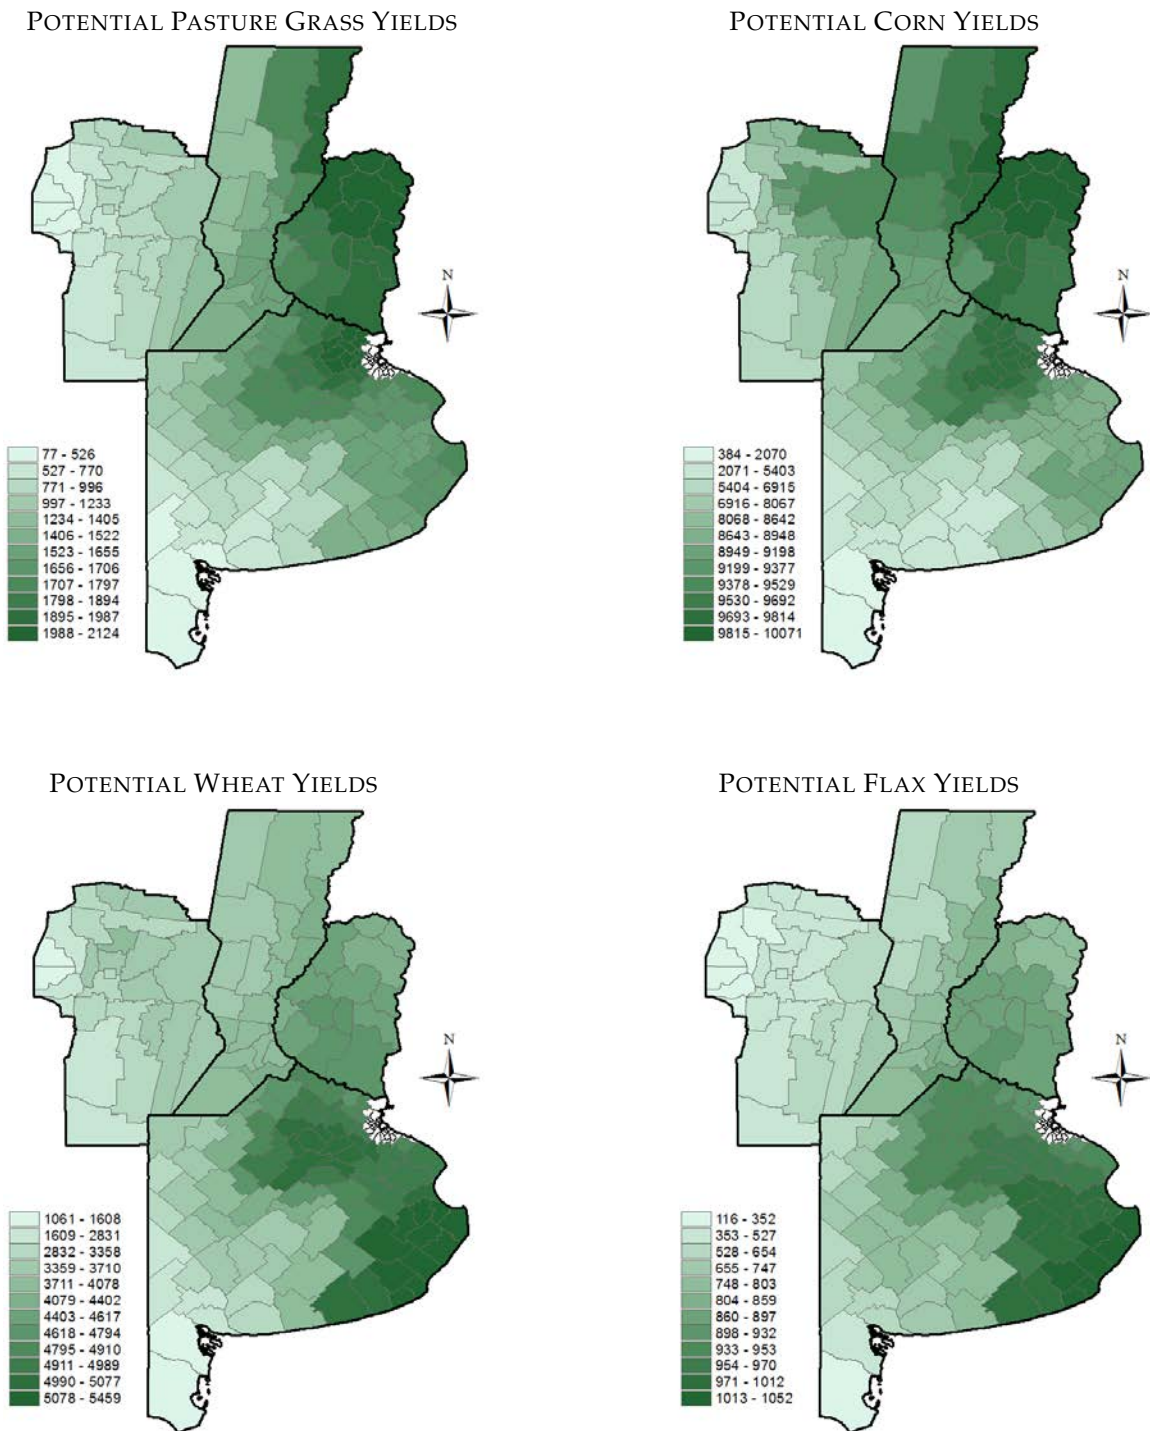 POTENTIAL PASTURE GRASS YIELDS
N
77 - 526
527 - 770
771 - 996
997 - 1233
1234 - 1405
1406 - 1522
1523 - 1655
1656 - 1706
1707 - 1797
1798 - 1894
1895 - 1987
1988 - 2124
POTENTIAL CORN YIELDS
N
384 - 2070
2071 - 5403
5404 - 6915
6916 - 8067
8068 - 8642
8643 - 8948
8949 - 9198
9199 - 9377
9378 - 9529
9530 - 9692
9693 - 9814
9815 - 10071
POTENTIAL WHEAT YIELDS
N
1061 - 1608
1609 - 2831
2832 - 3358
3359 - 3710
3711 - 4078
4079 - 4402
4403 - 4617
4618 - 4794
4795 - 4910
4911 - 4989
4990 - 5077
5078 - 5459
POTENTIAL FLAX YIELDS
N
116 - 352
353 - 527
528 - 654
655 - 747
748 - 803
804 - 859
860 - 897
898 - 932
933 - 953
954 - 970
971 - 1012
1013 - 1052